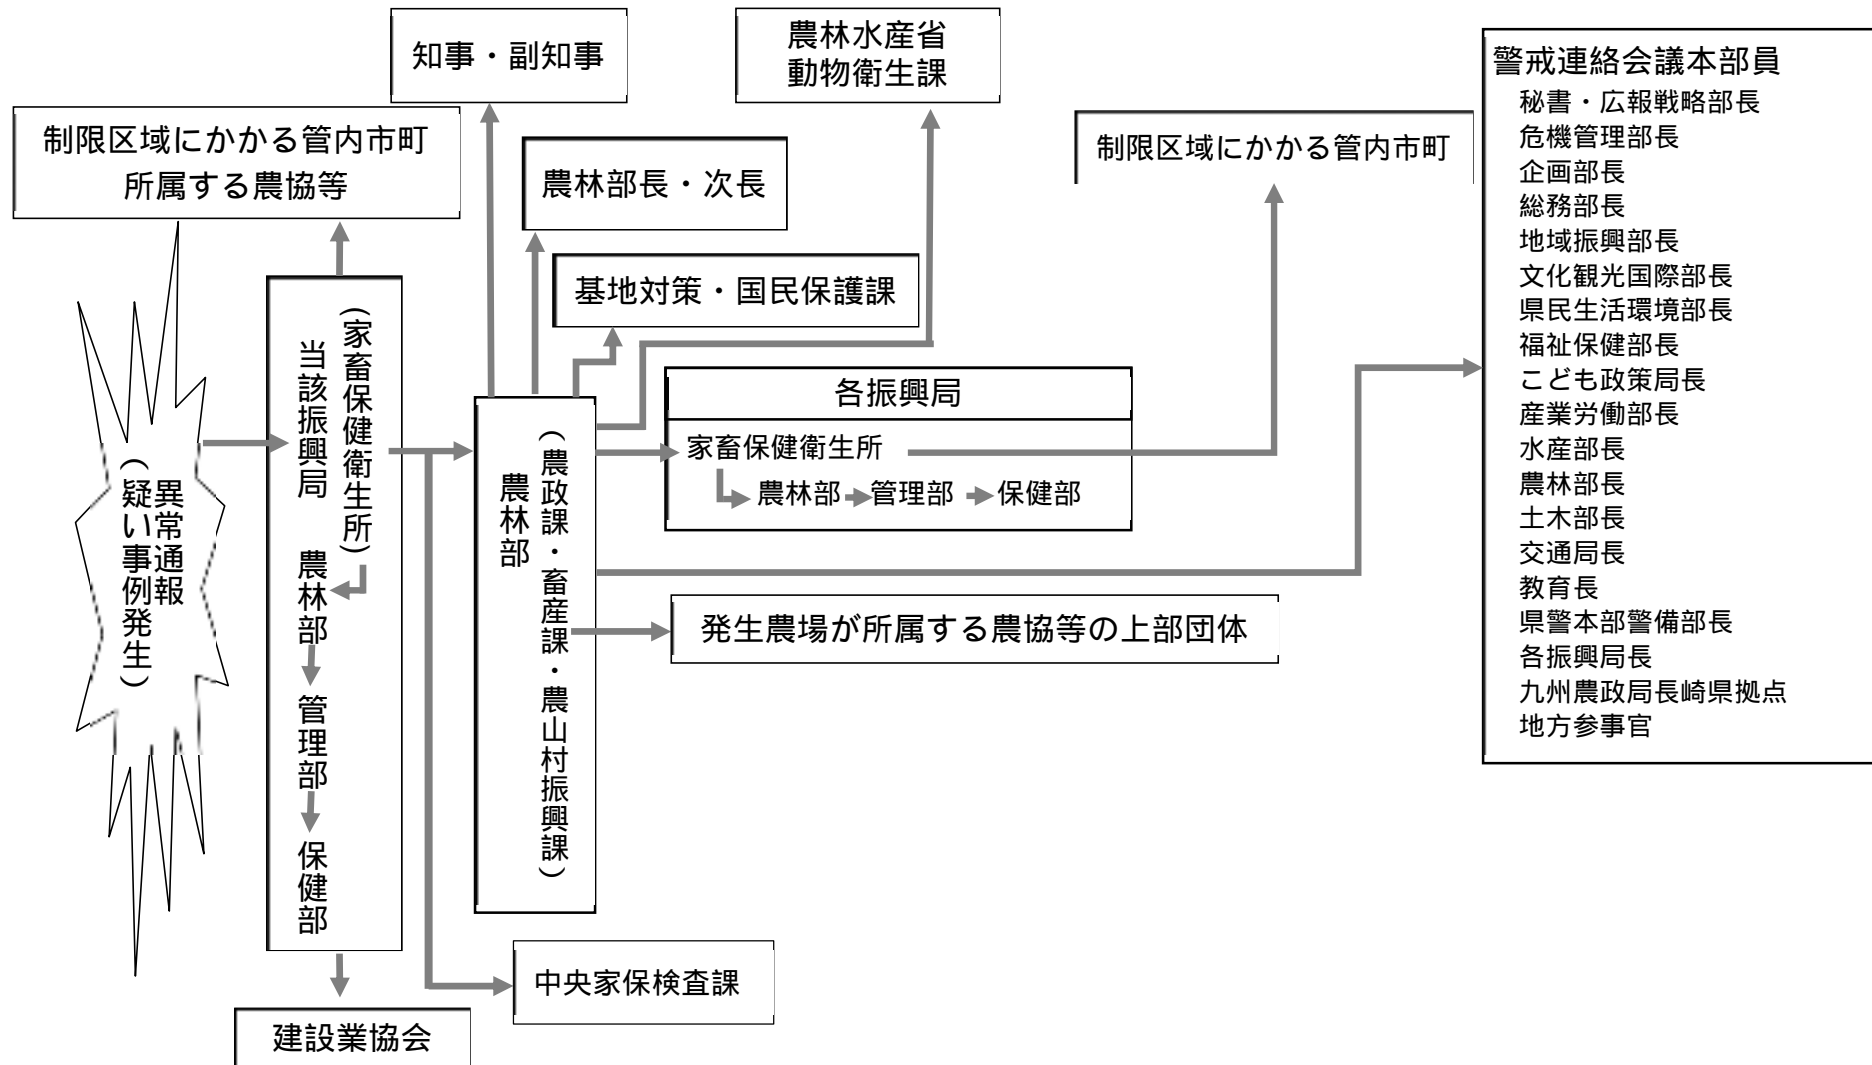 知事・副知事
農林水産省
動物衛生課
制限区域にかかる管内市町
所属する農協等
農林部長・次長
基地対策・国民保護課
制限区域にかかる管内市町
異常通報
(疑い事例発生)
(家畜保健衛生所)
当該振興局
農林部
管理部
保健部
(農政課・畜産課・農山村振興課)
農林部
各振興局
家畜保健衛生所
農林部
管理部
保健部
発生農場が所属する農協等の上部団体
中央家保検査課
建設業協会
警戒連絡会議本部員
秘書・広報戦略部長
危機管理部長
企画部長
総務部長
地域振興部長
文化観光国際部長
県民生活環境部長
福祉保健部長
こども政策局長
産業労働部長
水産部長
農林部長
土木部長
交通局長
教育長
県警本部警備部長
各振興局長
九州農政局長崎県拠点
地方参事官